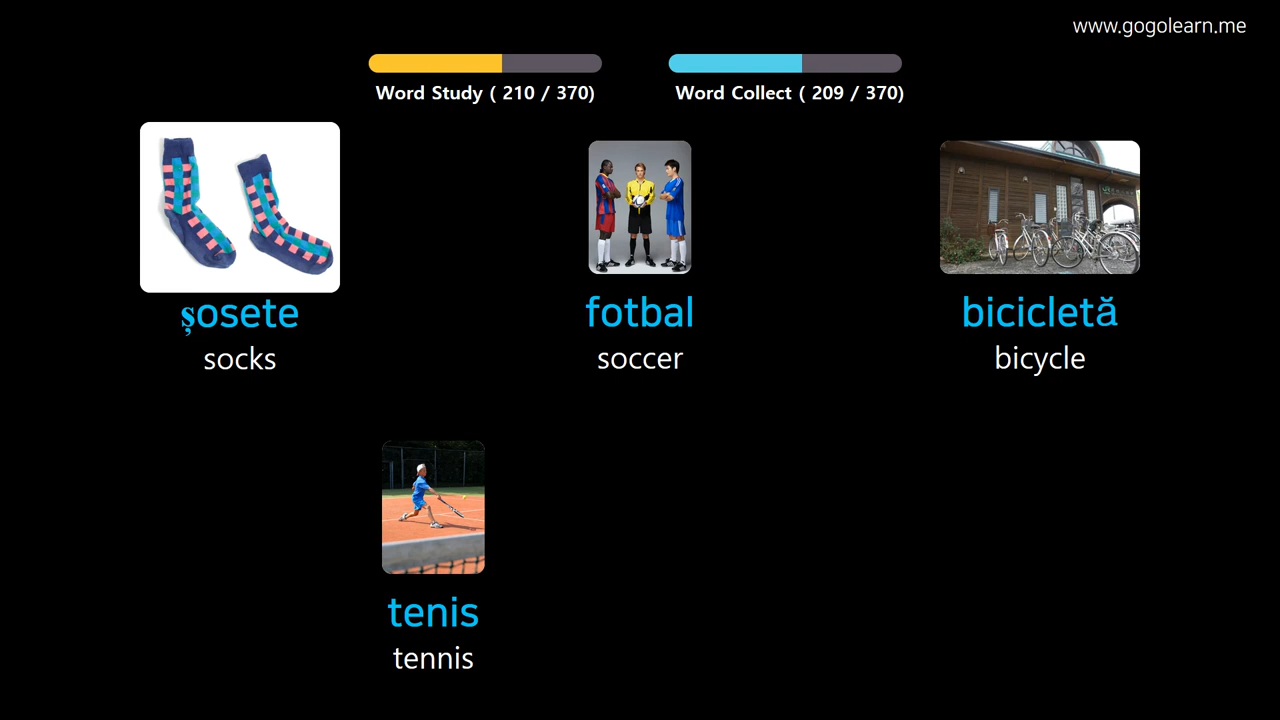 www.gogolearn.me
Word Study ( 210 / 370)
Word Collect ( 209 / 370)
șosete
socks
fotbal
soccer
bicicletă
bicycle
tenis
tennis